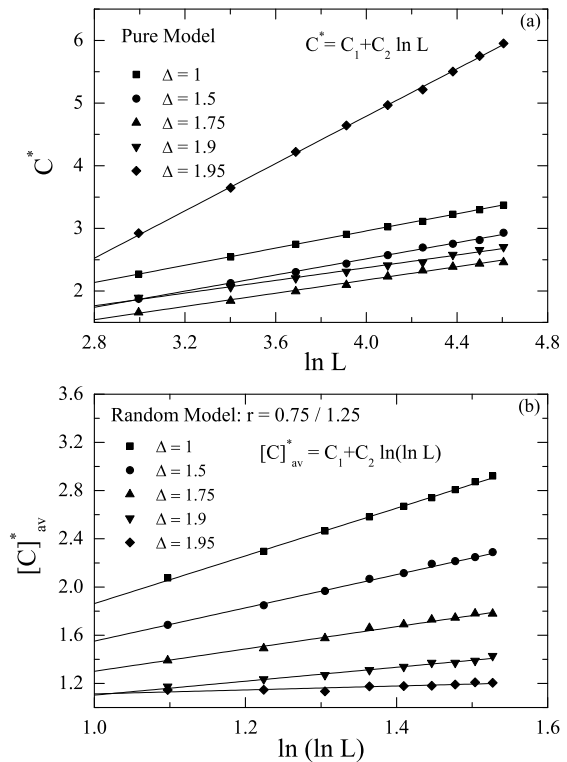 (a)
Pure Model
C* = C₁+C₂ ln L
Δ = 1
Δ = 1.5
Δ = 1.75
Δ = 1.9
Δ = 1.95
C*
6
5
4
3
2
2.8 3.2 3.6 4.0 4.4 4.8
ln L
(b)
Random Model: r = 0.75 / 1.25
[C]*av = C₁+C₂ ln(ln L)
Δ = 1
Δ = 1.5
Δ = 1.75
Δ = 1.9
Δ = 1.95
[C]*av
3.6
3.2
2.8
2.4
2.0
1.6
1.2
1.0 1.2 1.4 1.6
ln (ln L)